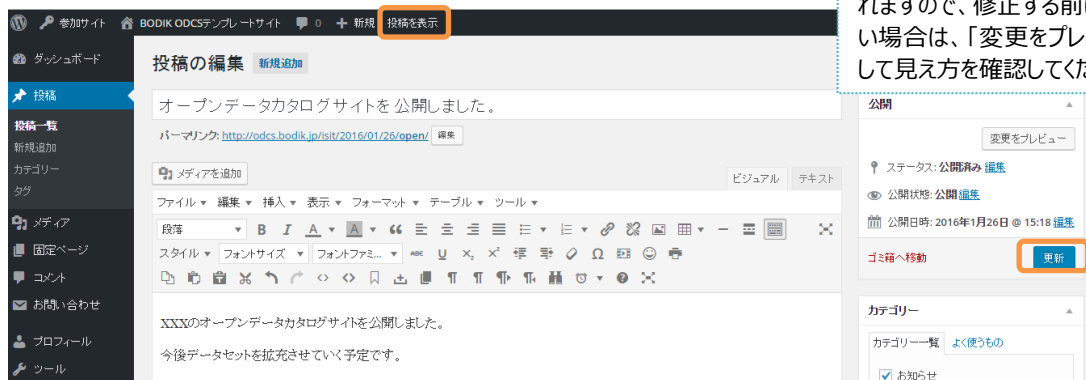 参加サイト BODIK ODCSテンプレートサイト 0 新規 投稿を表示
れますので、修正する前に
い場合は、「変更をプレ
して見え方を確認してくだ
ダッシュボード
投稿
投稿一覧
新規追加
カテゴリー
タグ
メディア
固定ページ
コメント
お問い合わせ
プロフィール
ツール
投稿の編集 新規追加
オープンデータカタログサイトを公開しました。
パーマリンク: http://odcs.bodik.jp/isit/2016/01/26/open/ 編集
メディアを追加
ビジュアル テキスト
ファイル 編集 挿入 表示 フォーマット テーブル ツール
段落 B I A A
スタイル フォントサイズ フォントファミ... ABC U X₂ X² Ω
XXXのオープンデータカタログサイトを公開しました。
今後データセットを拡充させていく予定です。
公開
変更をプレビュー
ステータス: 公開済み 編集
公開状態: 公開 編集
公開日時: 2016年1月26日 @ 15:18 編集
ゴミ箱へ移動 更新
カテゴリー
カテゴリー一覧 よく使うもの
お知らせ